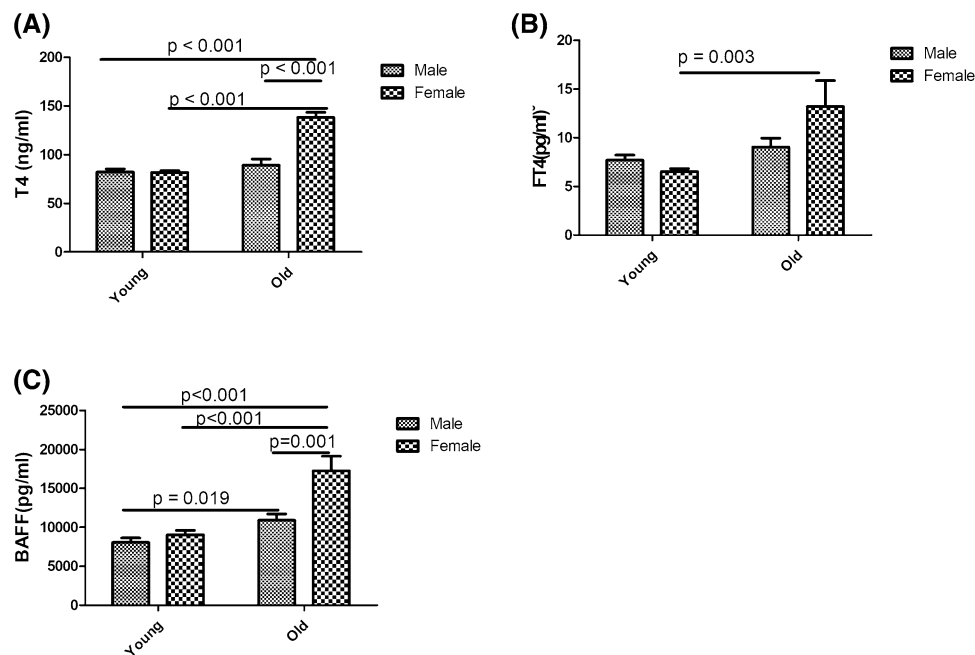 (A)
p < 0.001
p < 0.001
p < 0.001
T4 (ng/ml)
200
150
100
50
0
Young
Old
Male
Female
(B)
p = 0.003
FT4(pg/ml)
15
20
10
5
0
Young
Old
Male
Female
(C)
p<0.001
p<0.001
p=0.001
p = 0.019
BAFF(pg/ml)
25000
20000
15000
10000
5000
0
Young
Old
Male
Female